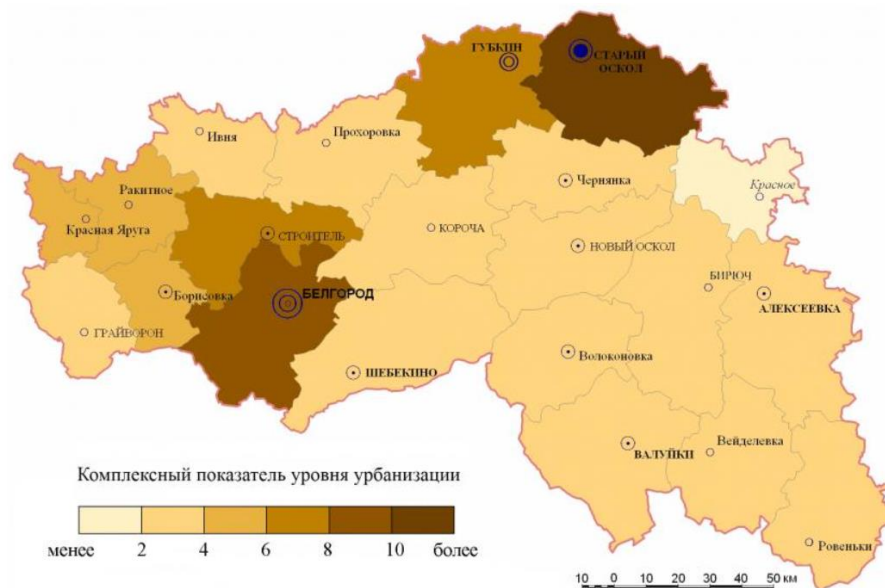 ГУБКИН
СТАРЫЙ
ОСКОЛ
Ивня
Прохоровка
Чернянка
Красное
Ракитное
Красная Яруга
СТРОИТЕЛЬ
КОРОЧА
НОВЫЙ ОСКОЛ
БИРЮЧ
Борисовка
БЕЛГОРОД
АЛЕКСЕЕВКА
ГРАЙВОРОН
ШЕБЕКИНО
Волоконовка
ВАЛУЙКИ
Вейделевка
Ровеньки
Комплексный показатель уровня урбанизации
менее 2 4 6 8 10 более
10 0 10 20 30 40 50 км